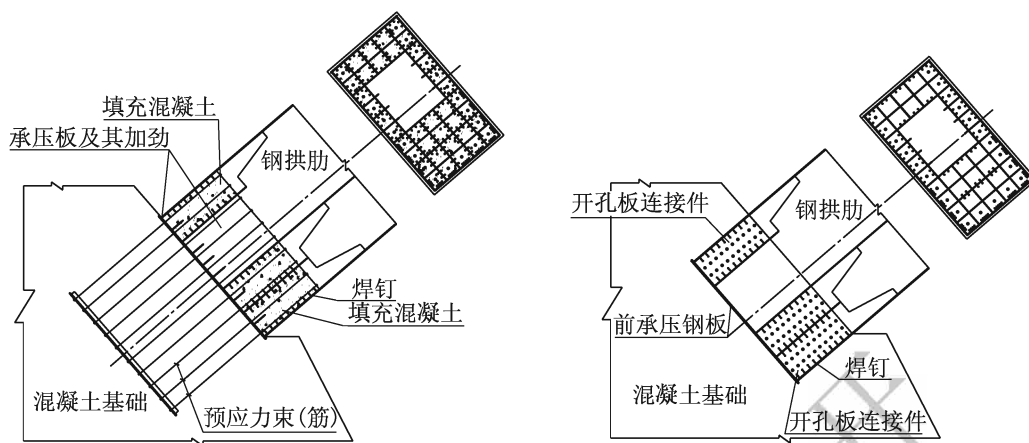 填充混凝土
承压板及其加劲
钢拱肋
焊钉
填充混凝土
混凝土基础
预应力束(筋)
开孔板连接件
钢拱肋
前承压钢板
焊钉
混凝土基础
开孔板连接件